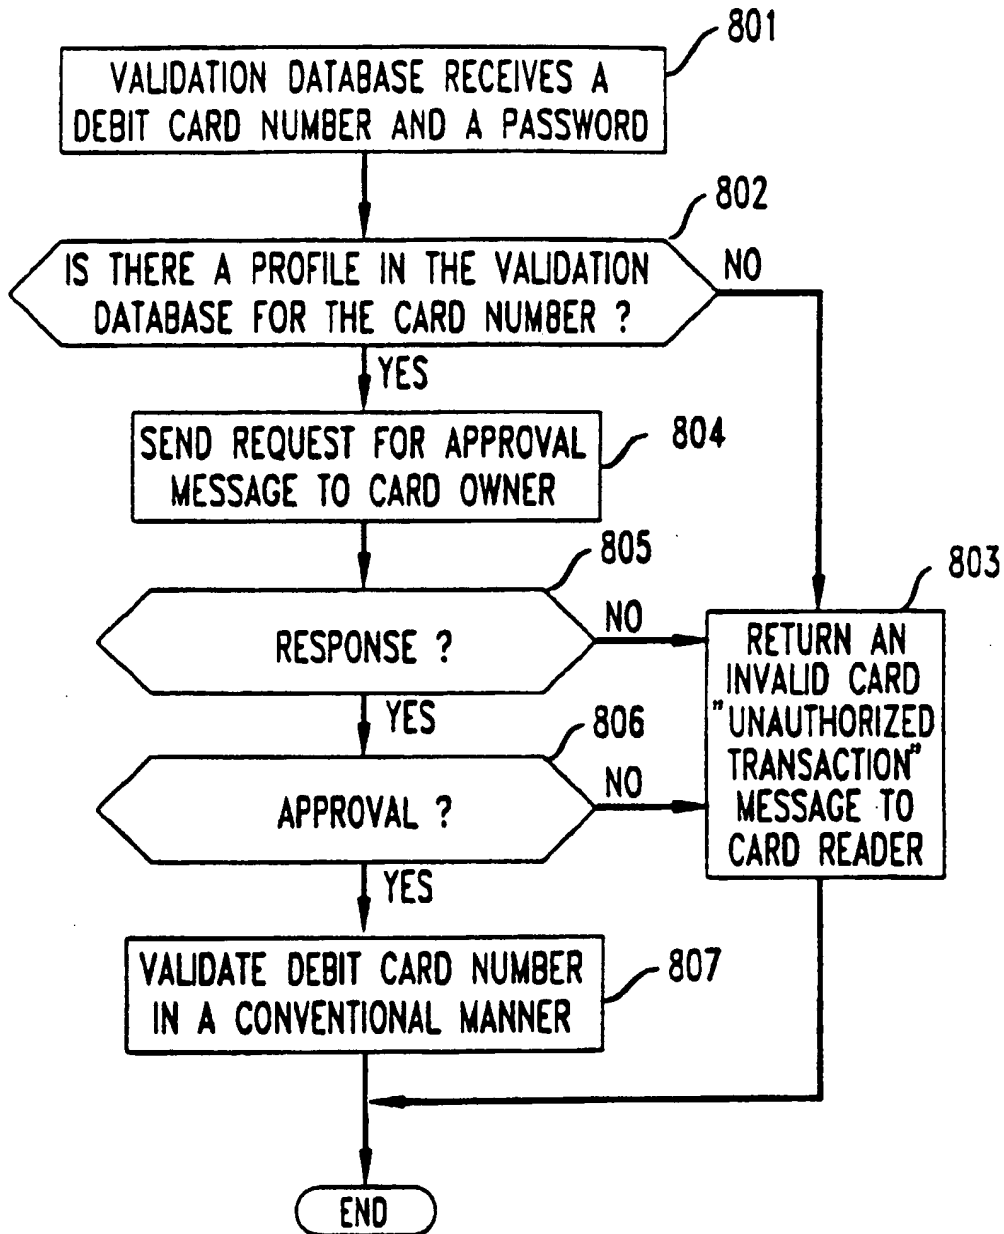 801
VALIDATION DATABASE RECEIVES A
DEBIT CARD NUMBER AND A PASSWORD
802
IS THERE A PROFILE IN THE VALIDATION
DATABASE FOR THE CARD NUMBER ?
NO
YES
SEND REQUEST FOR APPROVAL
MESSAGE TO CARD OWNER
804
805
RESPONSE ?
NO
YES
803
RETURN AN
INVALID CARD
"UNAUTHORIZED
TRANSACTION"
MESSAGE TO
CARD READER
806
APPROVAL ?
NO
YES
VALIDATE DEBIT CARD NUMBER
IN A CONVENTIONAL MANNER
807
END